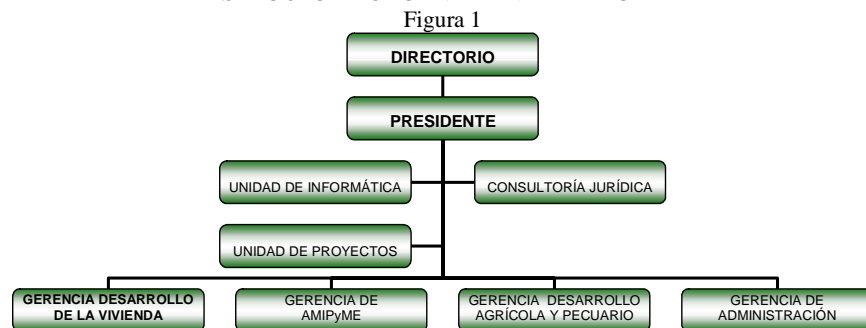 Figura 1
DIRECTORIO
PRESIDENTE
UNIDAD DE INFORMÁTICA
CONSULTORÍA JURÍDICA
UNIDAD DE PROYECTOS
GERENCIA DESARROLLO
DE LA VIVIENDA
GERENCIA DE
AMIPyME
GERENCIA DESARROLLO
AGRÍCOLA Y PECUARIO
GERENCIA DE
ADMINISTRACIÓN